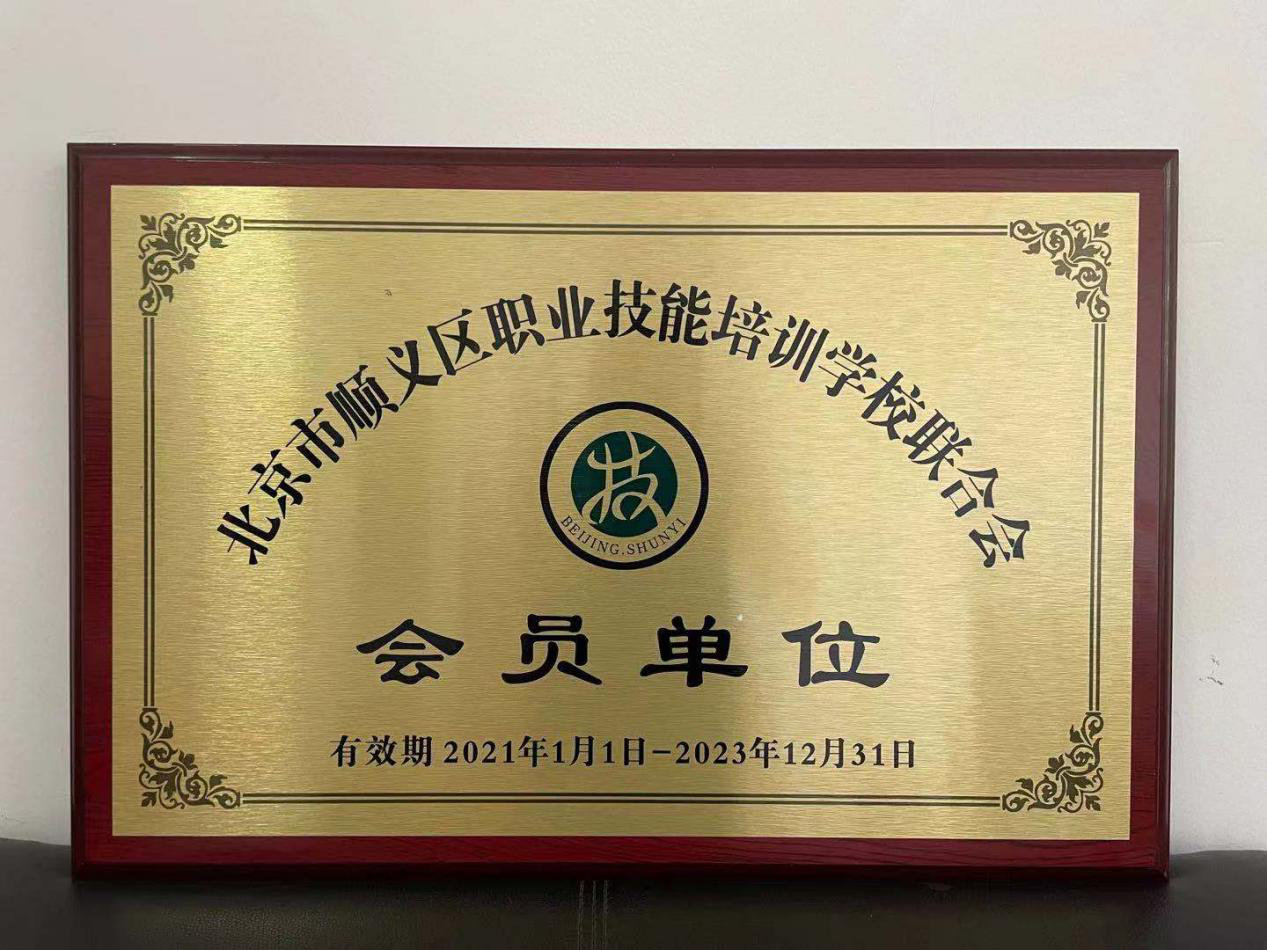 北京市顺义区职业技能培训学校联合会
技
BEIJING.SHUNYI
会员单位
有效期 2021年1月1日-2023年12月31日